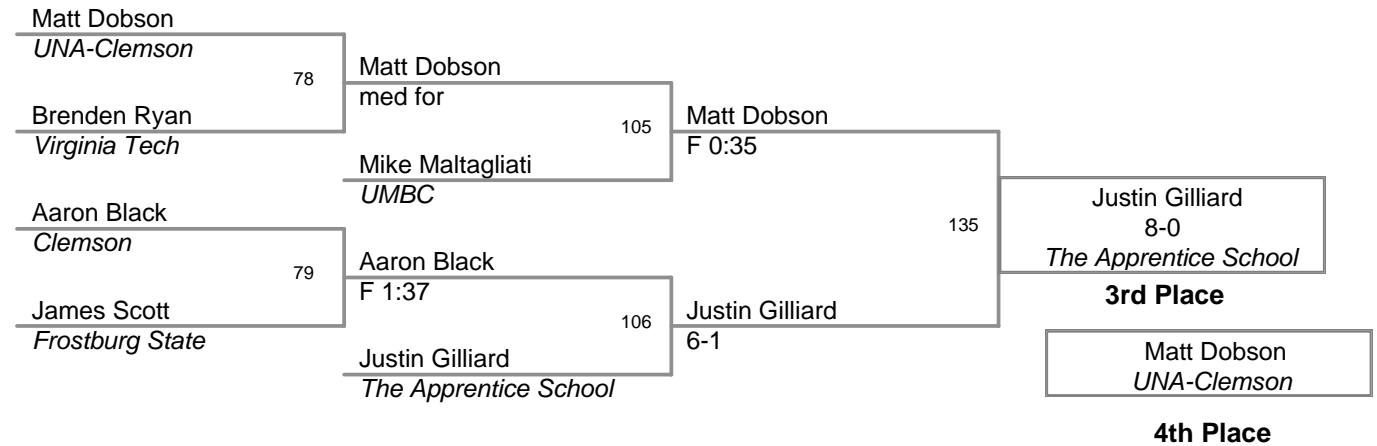 Matt Dobson
UNA-Clemson
78
Brenden Ryan
Virginia Tech
Aaron Black
Clemson
79
James Scott
Frostburg State
Matt Dobson
med for
105
Mike Maltagliati
UMBC
Aaron Black
F 1:37
106
Justin Gilliard
The Apprentice School
Matt Dobson
F 0:35
135
Justin Gilliard
6-1
Justin Gilliard
8-0
The Apprentice School
3rd Place
Matt Dobson
UNA-Clemson
4th Place